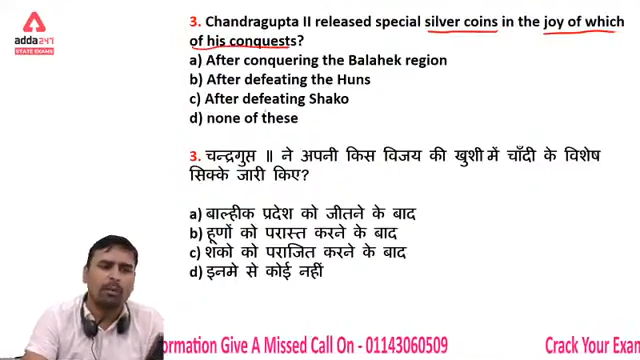 adda247
STATE EXAMS
3. Chandragupta II released special silver coins in the joy of which
of his conquests?
a) After conquering the Balahek region
b) After defeating the Huns
c) After defeating Shako
d) none of these
3. चन्द्रगुप्त ॥ ने अपनी किस विजय की खुशी में चाँदी के विशेष
सिक्के जारी किए?
a) बाल्हीक प्रदेश को जीतने के बाद
b) हूणों को परास्त करने के बाद
c) शको को पराजित करने के बाद
d) इनमे से कोई नहीं
formation Give A Missed Call On - 01143060509 Crack Your Exam